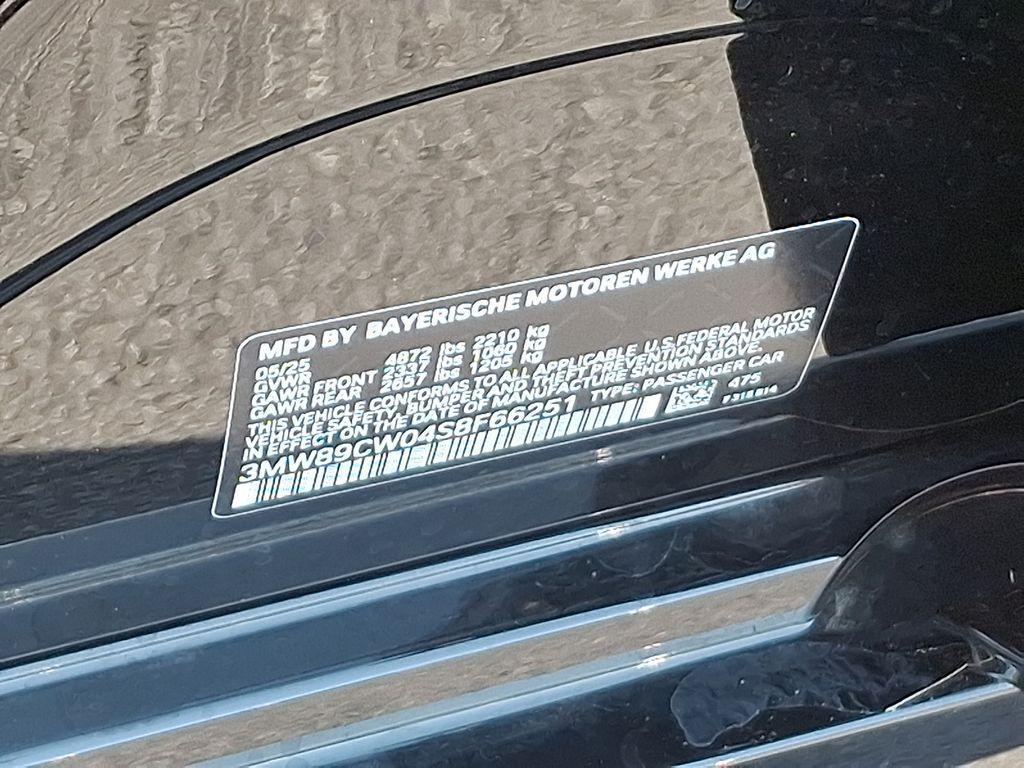 MFD BY BAYERISCHE MOTOREN WERKE AG
05/25
GVWR 4872 lbs 2210 kg
GAWR FRONT 2337 lbs 1060 kg
GAWR REAR 2657 lbs 1205 kg
THIS VEHICLE CONFORMS TO ALL APPLICABLE U.S. FEDERAL MOTOR
VEHICLE SAFETY, BUMPER, AND THEFT PREVENTION STANDARDS
IN EFFECT ON THE DATE OF MANUFACTURE SHOWN ABOVE.
3MW89CW04S8F66251 TYPE: PASSENGER CAR
475